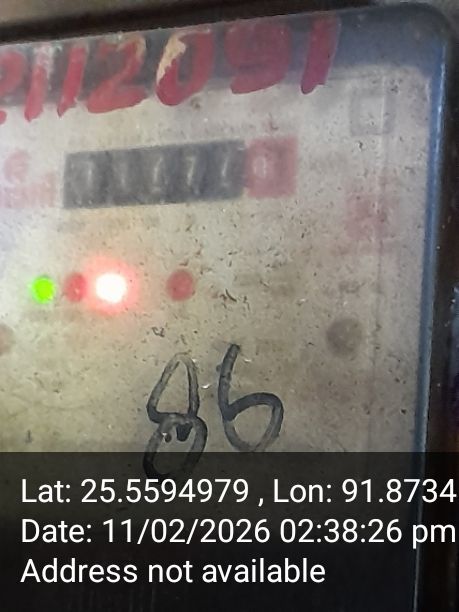 2112091
86
Lat: 25.5594979 , Lon: 91.8734
Date: 11/02/2026 02:38:26 pm
Address not available